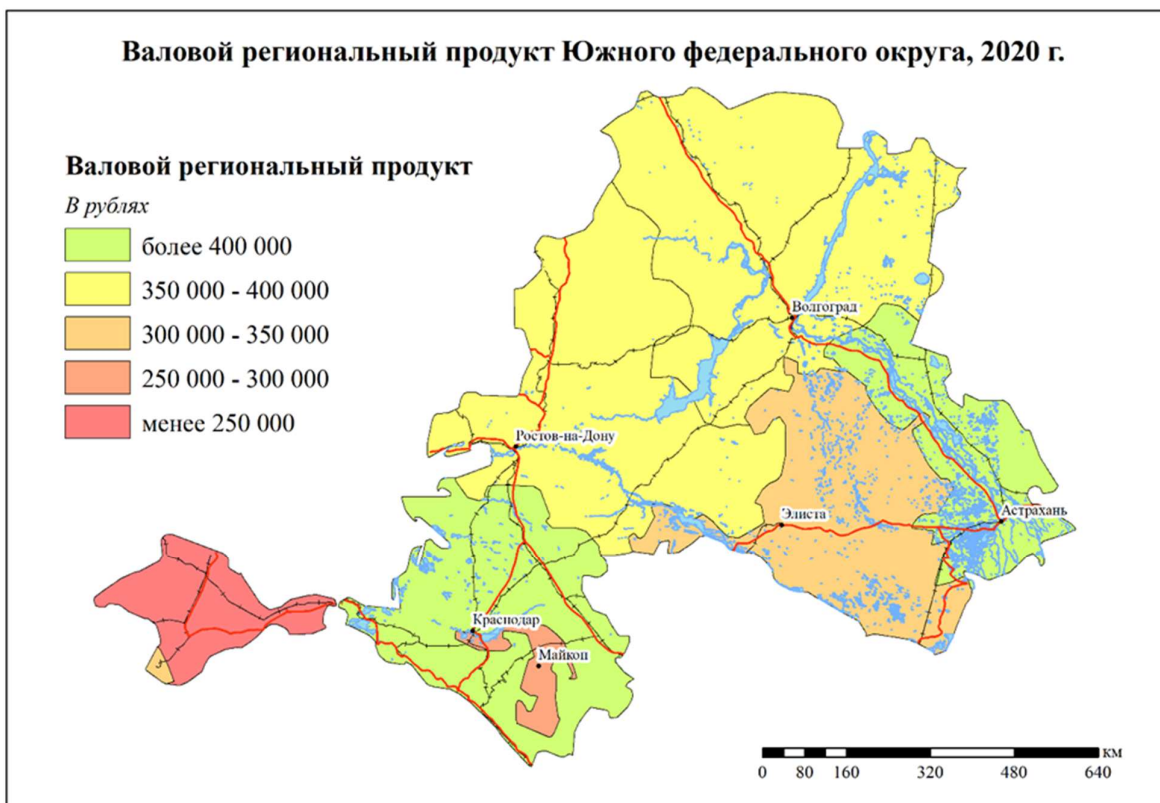 Валовой региональный продукт Южного федерального округа, 2020 г.
Валовой региональный продукт
В рублях
более 400 000
350 000 - 400 000
300 000 - 350 000
250 000 - 300 000
менее 250 000
Волгоград
Ростов-на-Дону
Элиста
Астрахань
Краснодар
Майкоп
км
0 80 160 320 480 640